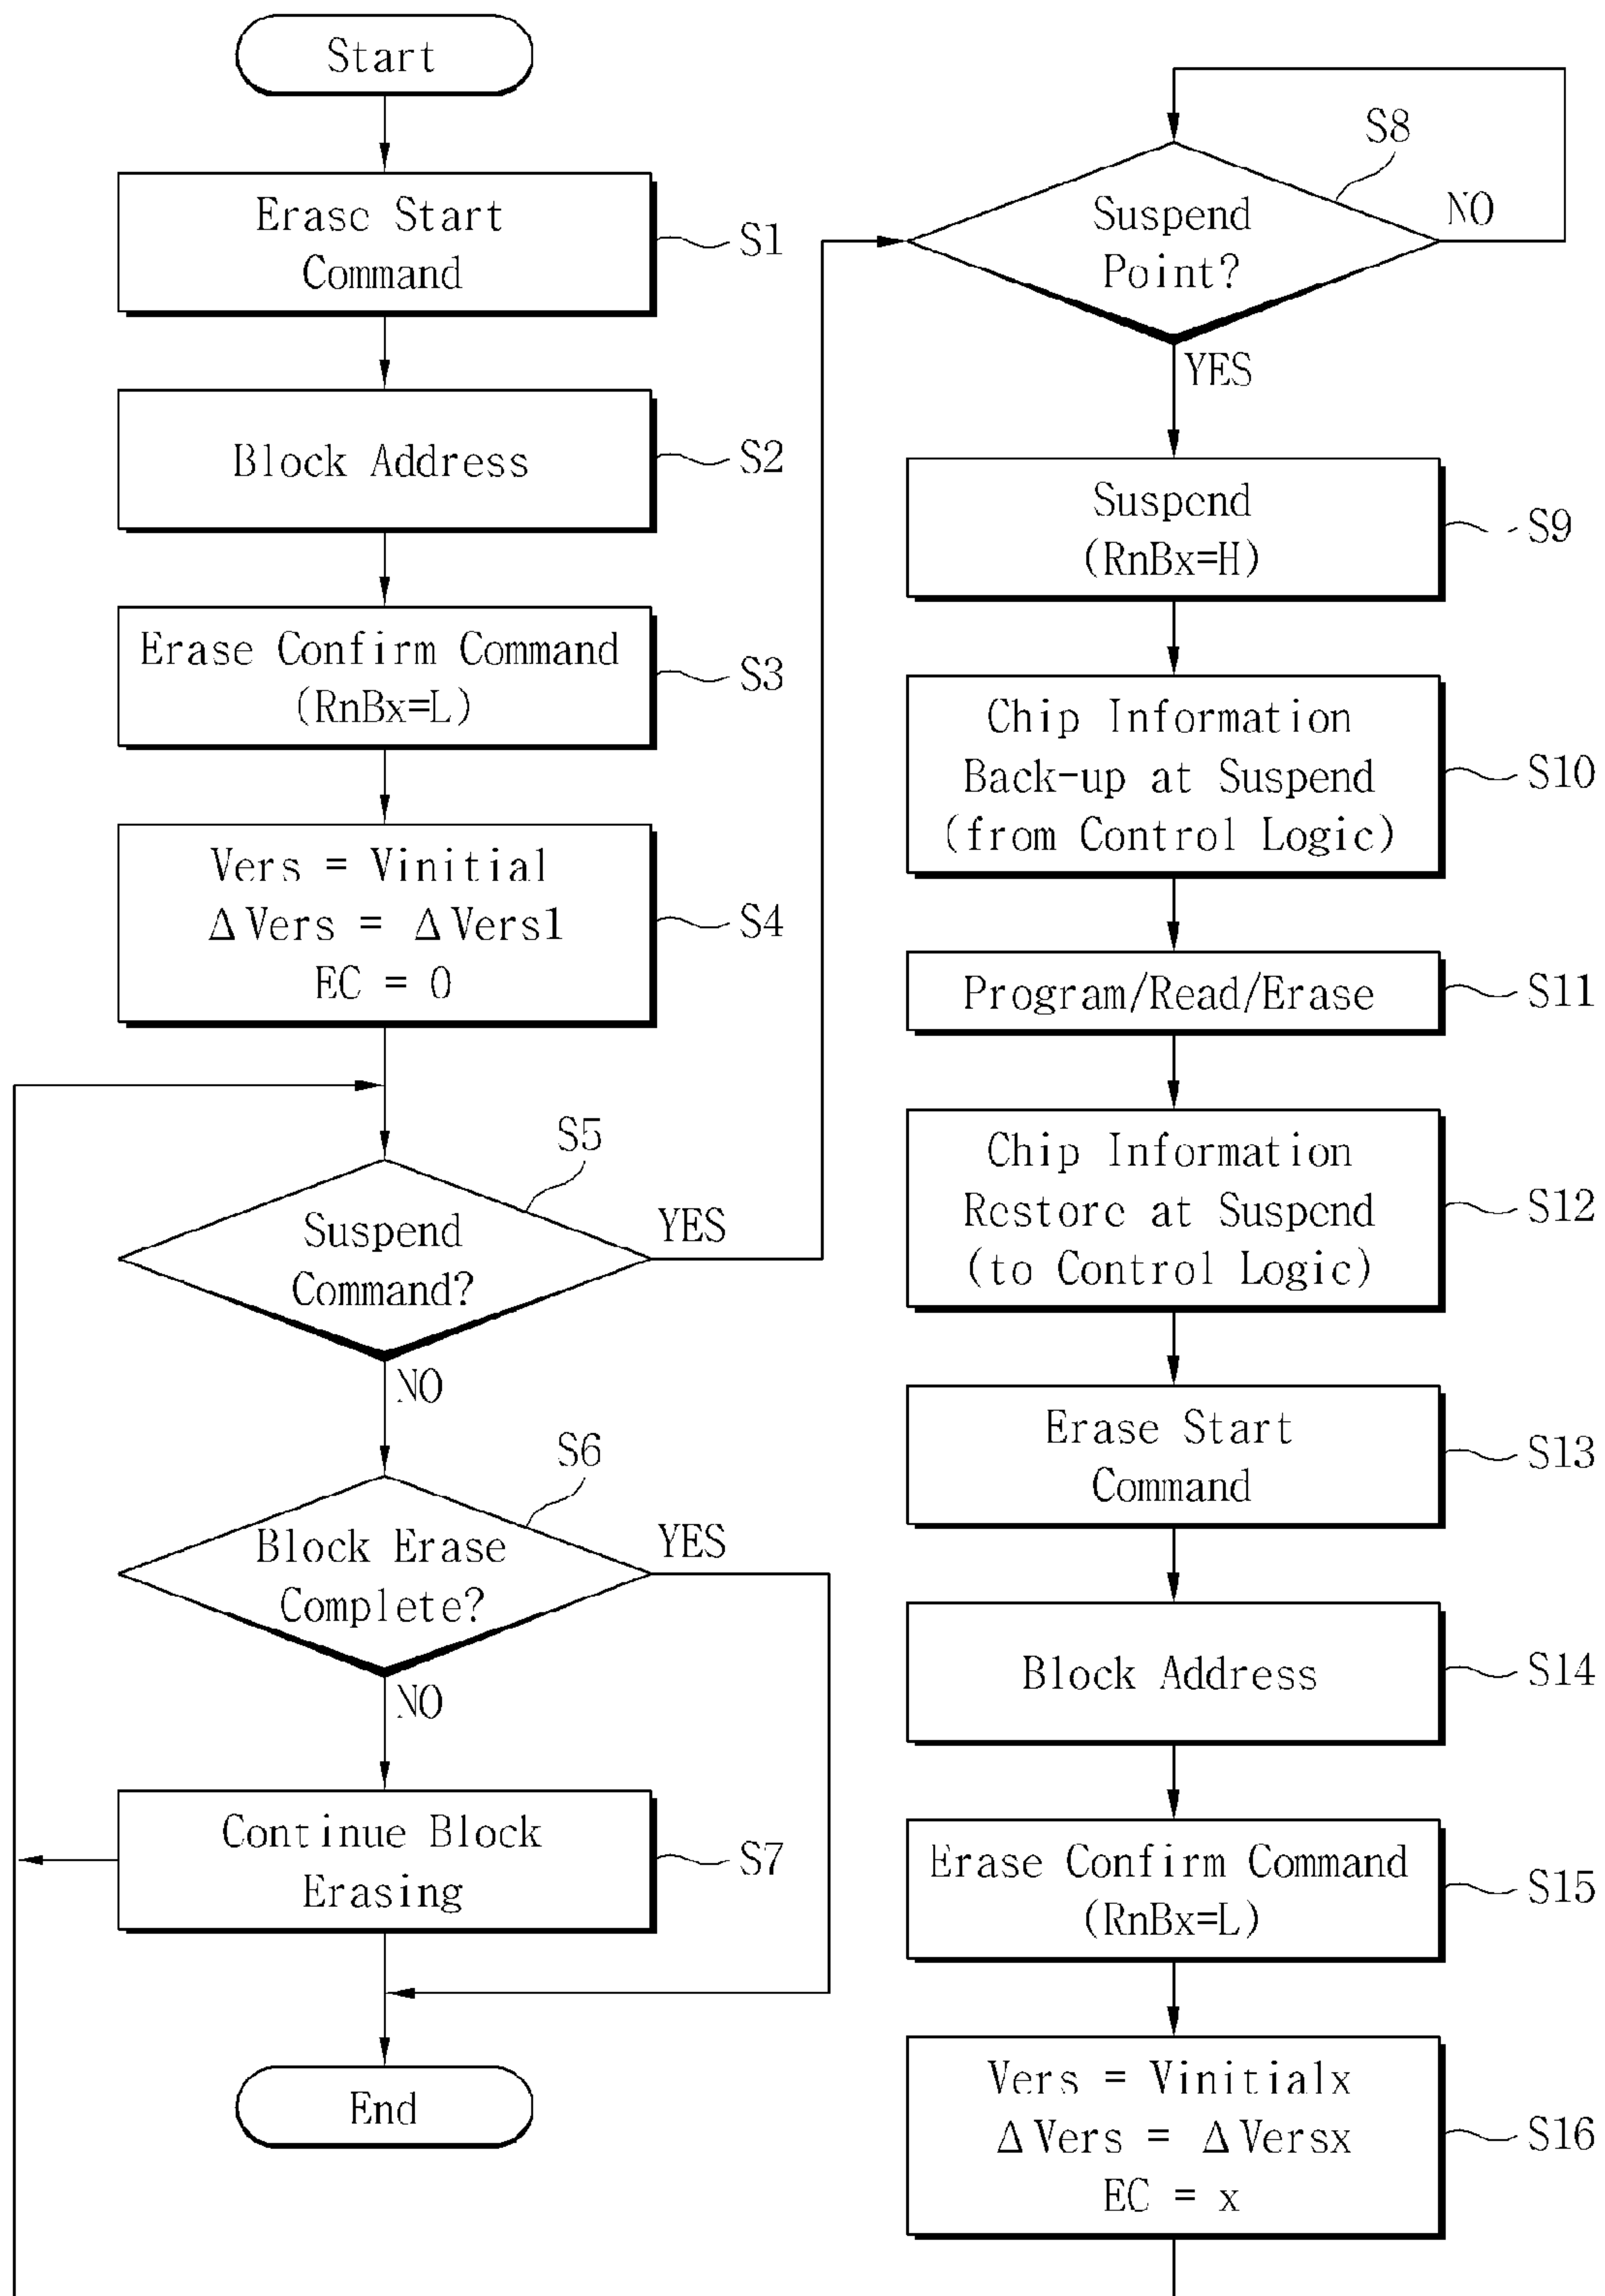 Start
Erase Start
Command
S1
Block Address
S2
Erase Confirm Command
(RnBx=L)
S3
Vers = Vinitial
Δ Vers = Δ Vers1
EC = 0
S4
S5
Suspend
Command?
YES
NO
S6
Block Erase
Complete?
YES
NO
Continue Block
Erasing
S7
End
S8
Suspend
Point?
NO
YES
Suspend
(RnBx=H)
S9
Chip Information
Back-up at Suspend
(from Control Logic)
S10
Program/Read/Erase
S11
Chip Information
Restore at Suspend
(to Control Logic)
S12
Erase Start
Command
S13
Block Address
S14
Erase Confirm Command
(RnBx=L)
S15
Vers = Vinitialx
Δ Vers = Δ Versx
EC = x
S16